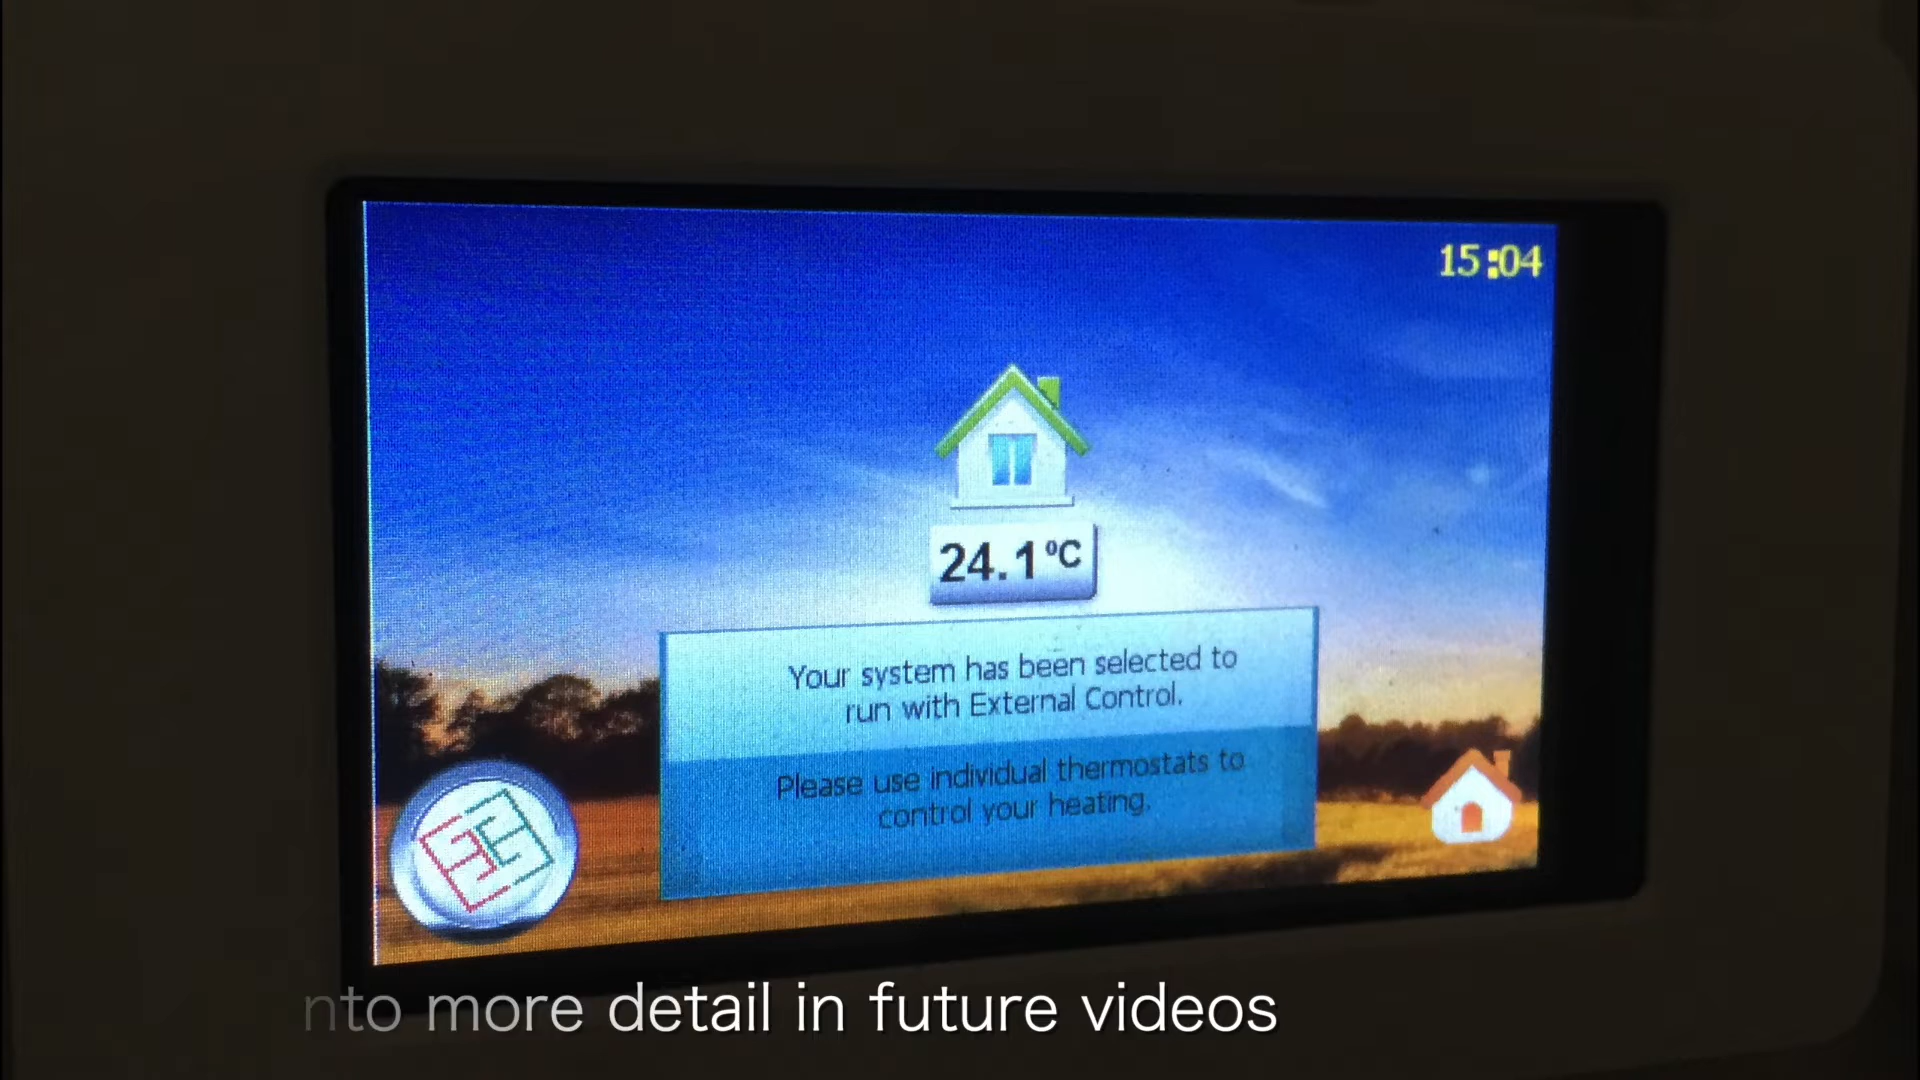 15:04
24.1ºC
Your system has been selected to
run with External Control.
Please use individual thermostats to
control your heating.
nto more detail in future videos